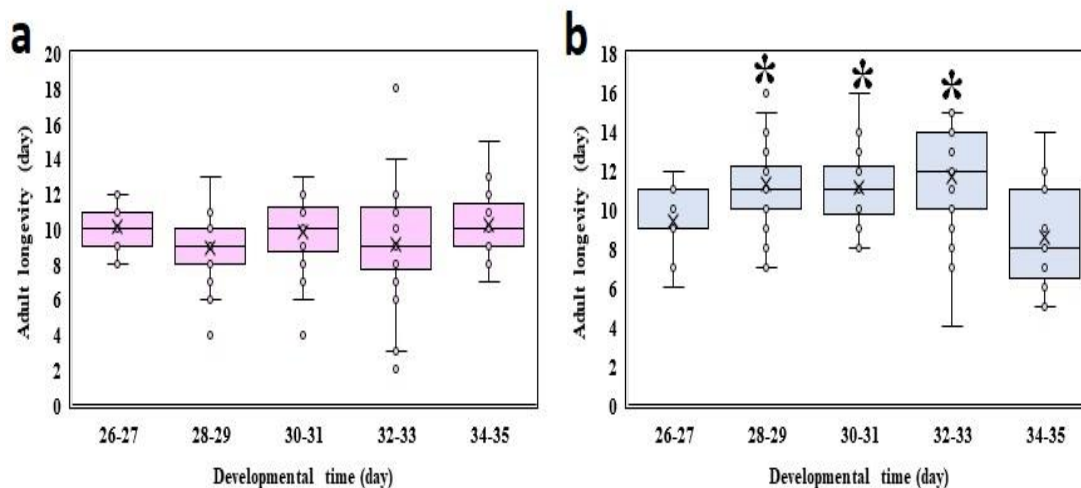 a
Adult longevity (day)
20
18
16
14
12
10
8
6
4
2
0
26-27 28-29 30-31 32-33 34-35
Developmental time (day)
b
Adult longevity (day)
18
16
14
12
10
8
6
4
2
0
* * *
26-27 28-29 30-31 32-33 34-35
Developmental time (day)